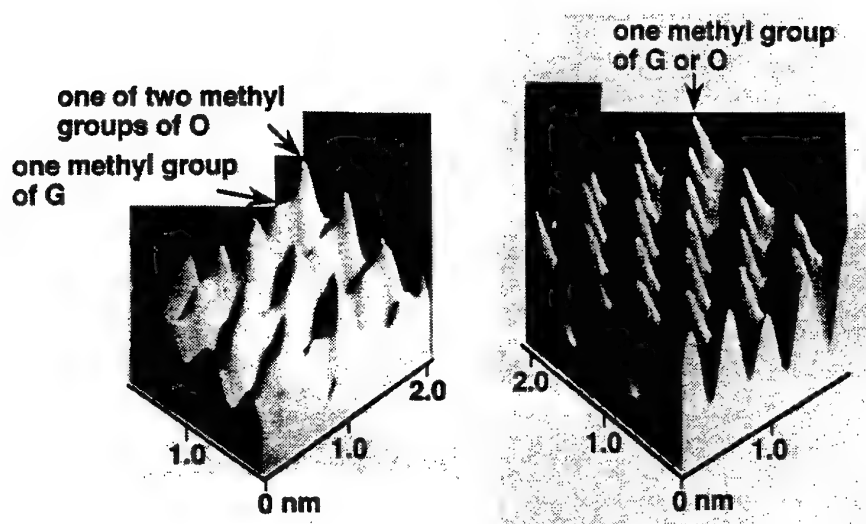 one of two methyl
groups of O
one methyl group
of G
1.0
0 nm
1.0
2.0
one methyl group
of G or O
2.0
1.0
0 nm
1.0